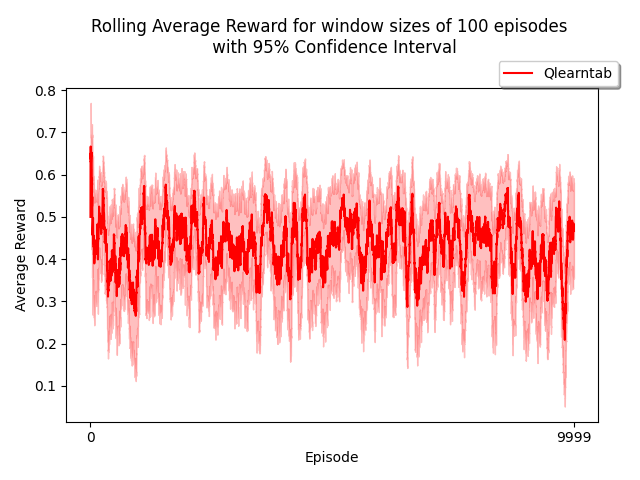 Rolling Average Reward for window sizes of 100 episodes
with 95% Confidence Interval
Qlearntab
0.8
0.7
0.6
0.5
0.4
0.3
0.2
0.1
Average Reward
0
9999
Episode